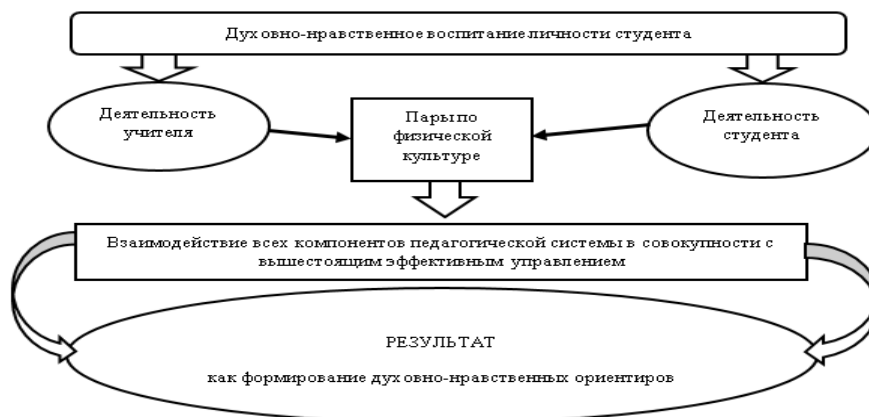 Духовно-нравственное воспитание личности студента
Деятельность
учителя
Пары по
физической
культуре
Деятельность
студента
Взаимодействие всех компонентов педагогической системы в совокупности с
вышестоящим эффективным управлением
РЕЗУЛЬТАТ
как формирование духовно-нравственных ориентиров